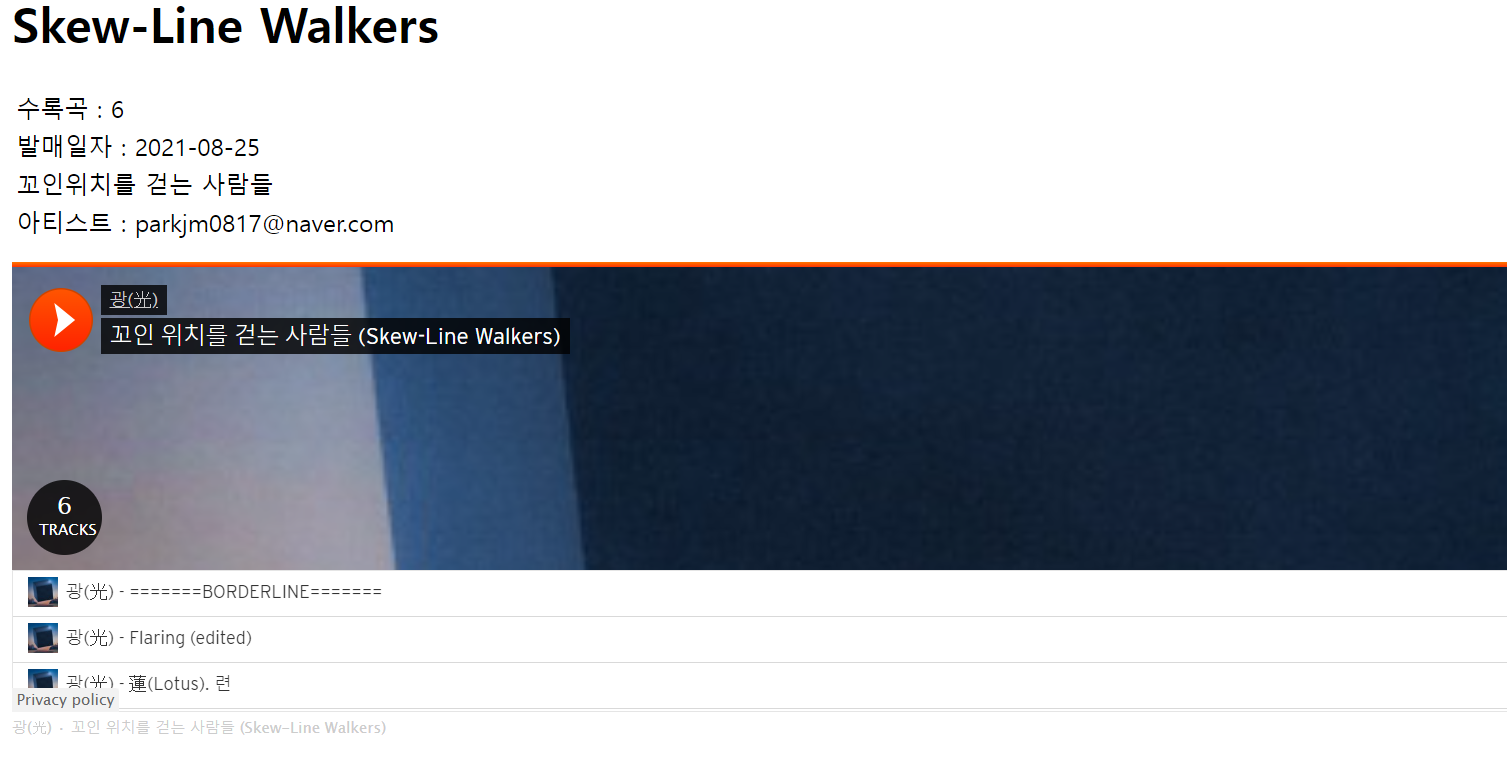 Skew-Line Walkers
수록곡 : 6
발매일자 : 2021-08-25
꼬인위치를 걷는 사람들
아티스트 : parkjm0817@naver.com
광(光)
꼬인 위치를 걷는 사람들 (Skew-Line Walkers)
6
TRACKS
광(光) - =======BORDERLINE=======
광(光) - Flaring (edited)
광(光) - 蓮(Lotus). 련
Privacy policy
광(光) · 꼬인 위치를 걷는 사람들 (Skew-Line Walkers)